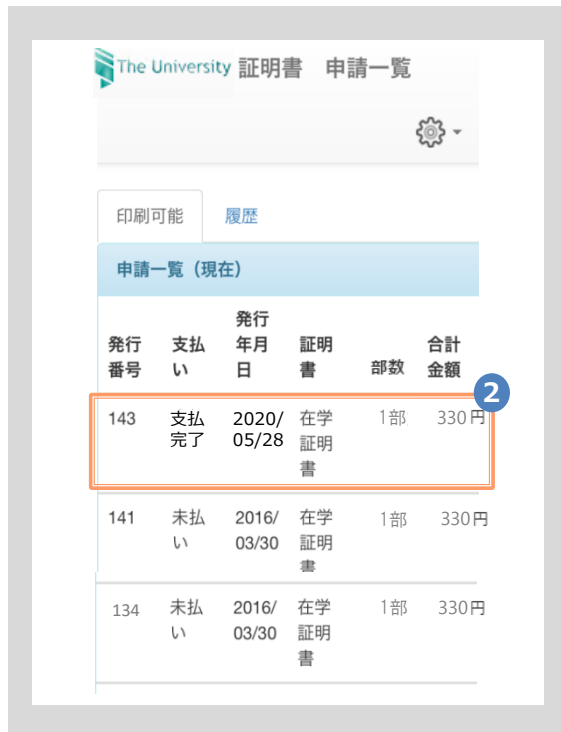 The University 証明書 申請一覧
印刷可能 履歴
申請一覧（現在）
発行番号 支払い 発行年月日 証明書 部数 合計金額
2
143 支払完了 2020/05/28 在学証明書 1部 330円
141 未払い 2016/03/30 在学証明書 1部 330円
134 未払い 2016/03/30 在学証明書 1部 330円